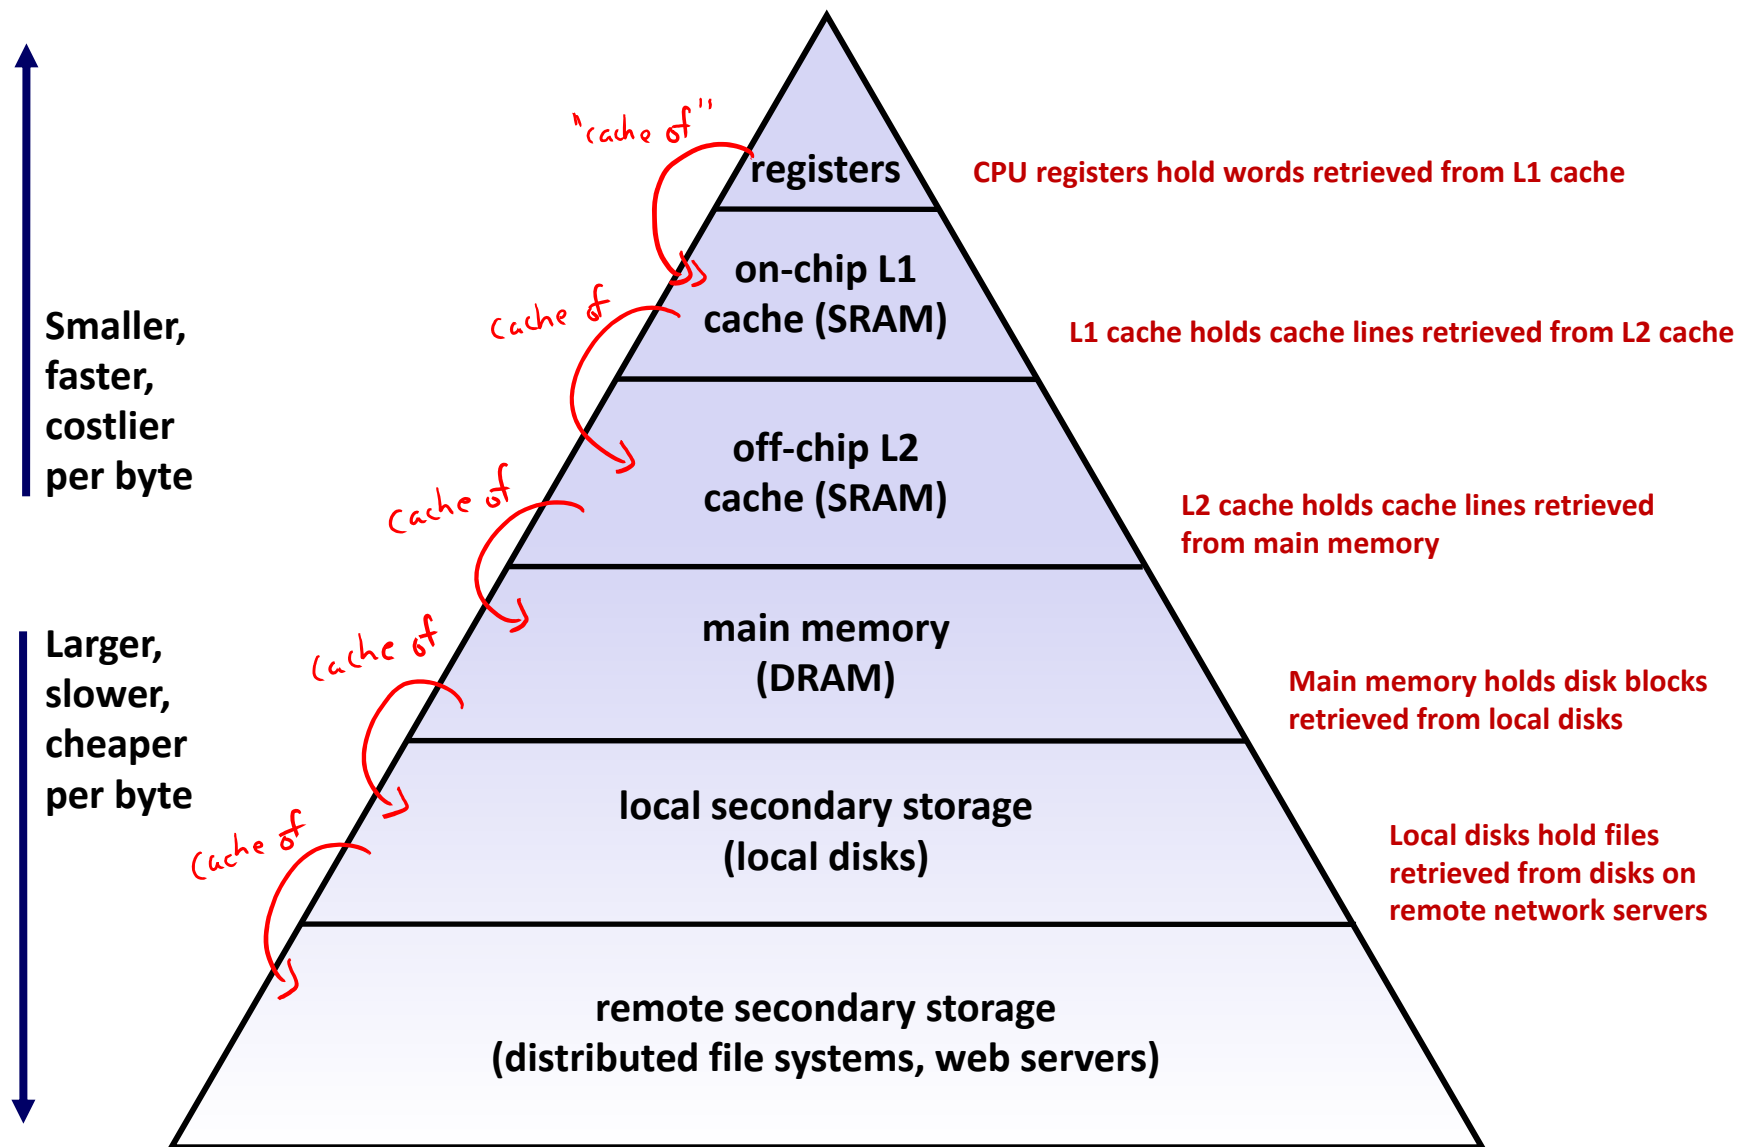 "cache of"
registers
CPU registers hold words retrieved from L1 cache
on-chip L1
cache (SRAM)
cache of
L1 cache holds cache lines retrieved from L2 cache
Smaller,
faster,
costlier
per byte
off-chip L2
cache (SRAM)
cache of
L2 cache holds cache lines retrieved
from main memory
Larger,
slower,
cheaper
per byte
main memory
(DRAM)
cache of
Main memory holds disk blocks
retrieved from local disks
local secondary storage
(local disks)
cache of
Local disks hold files
retrieved from disks on
remote network servers
remote secondary storage
(distributed file systems, web servers)